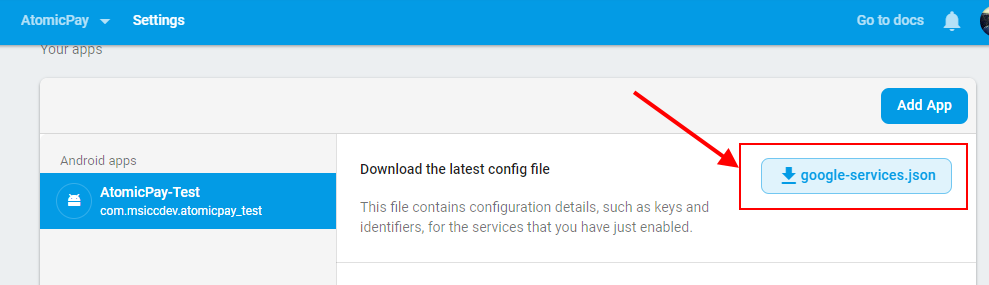 AtomicPay Settings Go to docs
Your apps
Add App
Android apps
AtomicPay-Test
com.msiccdev.atomicpay_test
Download the latest config file
google-services.json
This file contains configuration details, such as keys and
identifiers, for the services that you have just enabled.